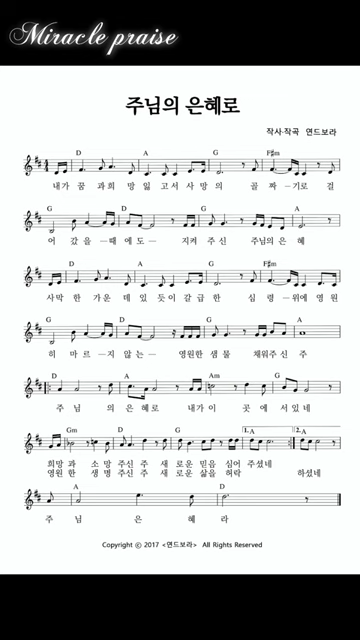 Miracle praise
주님의 은혜로
작사·작곡 연드보라
D A G F#m
내가 꿈 과희 망 잃 고서 사 망 의 골 짜 ─ 기로 걸
G D A G
어 갔 을 ─ 때 에 도 ─ 지켜 주 신 주님의 은 혜
D A G F#m
사막 한 가운 데 있 듯이 갈 급 한 심 령 ─ 위에 영 원
G D A
히 마 르 ─ 지 않 는 ─ 영원한 샘 물 채워주 신 주
D A D
주 님 의 은 혜로 내가 이 곳 에 서 있 네
Gm D A G 1.A 2.A
희망 과 소 망 주신 주 새 로운 믿음 심어 주셨네
영원 한 생 명 주신 주 새 로운 삶을 허락 하셨네
A D
주 님 은 혜 라
Copyright ⓒ 2017 <연드보라> All Rights Reserved